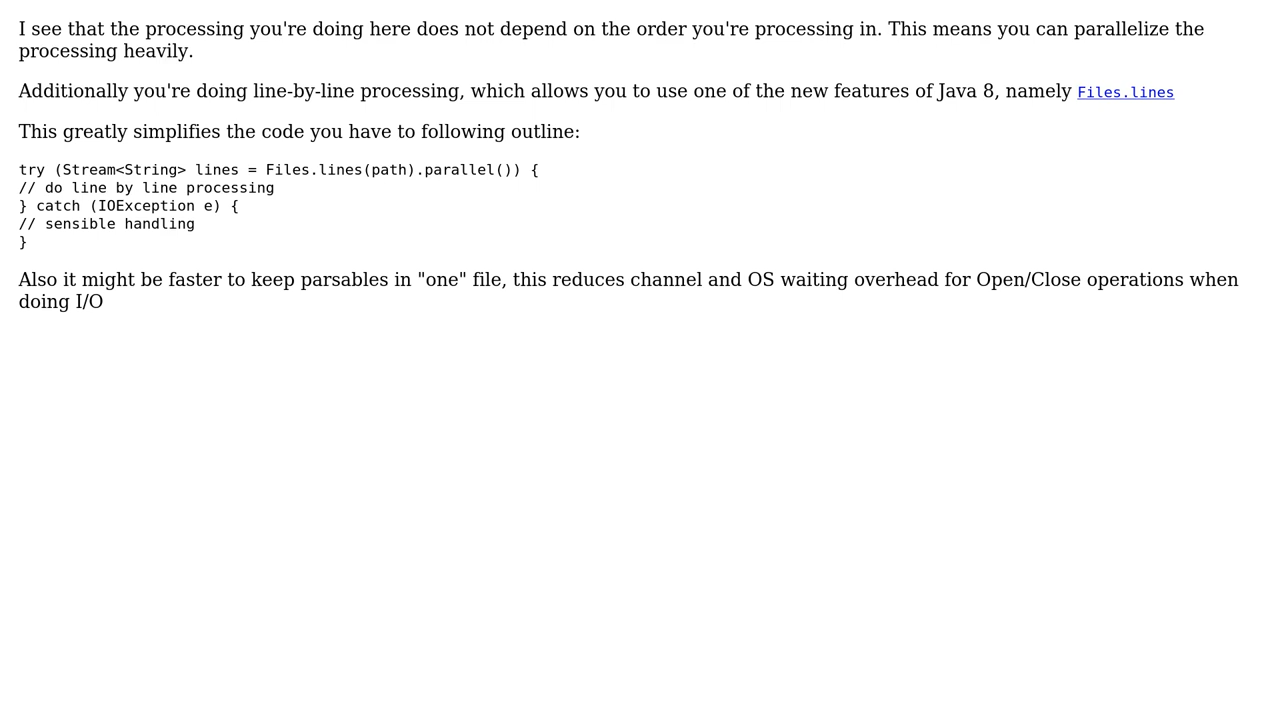 I see that the processing you're doing here does not depend on the order you're processing in. This means you can parallelize the
processing heavily.
Additionally you're doing line-by-line processing, which allows you to use one of the new features of Java 8, namely Files.lines
This greatly simplifies the code you have to following outline:
try (Stream<String> lines = Files.lines(path).parallel()) {
// do line by line processing
} catch (IOException e) {
// sensible handling
}
Also it might be faster to keep parsables in "one" file, this reduces channel and OS waiting overhead for Open/Close operations when
doing I/O